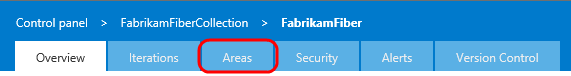 Control panel > FabrikamFiberCollection > FabrikamFiber
Overview Iterations Areas Security Alerts Version Control